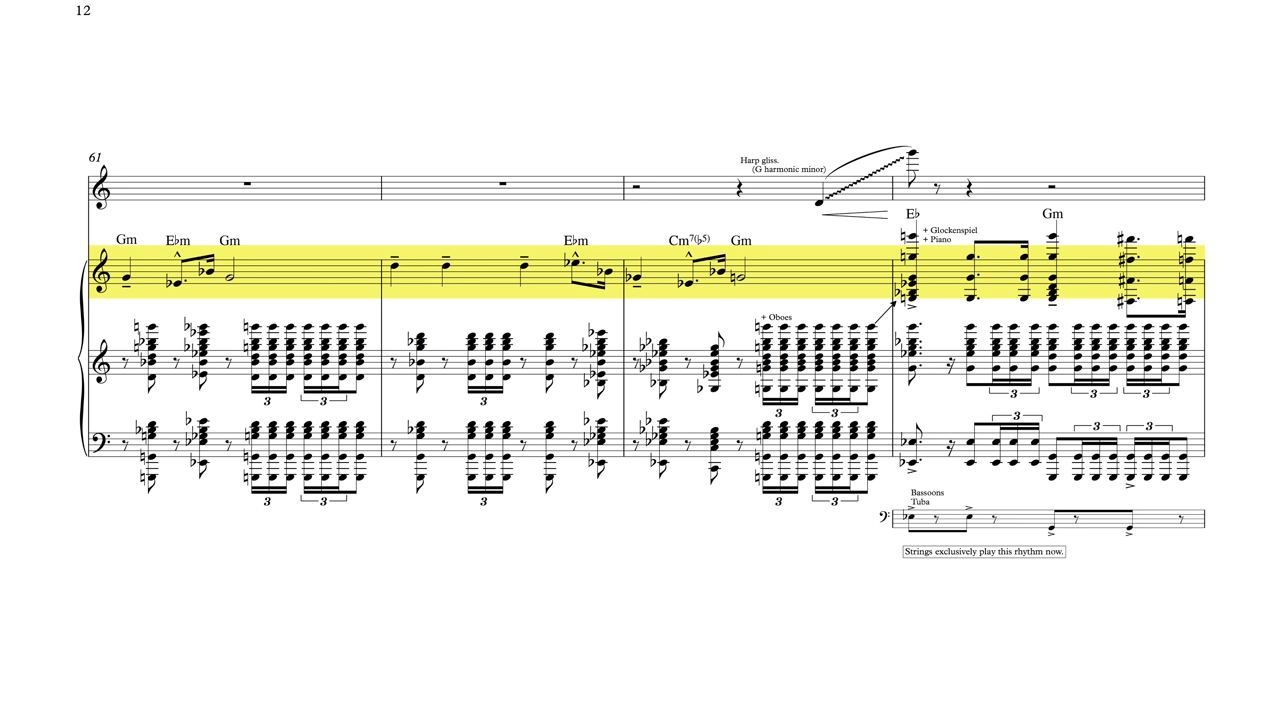 12
61
Harp gliss.
(G harmonic minor)
Gm E♭m Gm E♭m Cm7(♭5) Gm E♭ Gm
+ Glockenspiel
+ Piano
+ Oboes
3 3 3 3 3 3 3 3
3 3 3
3 3 3 3 3
Bassoons
Tuba
Strings exclusively play this rhythm now.